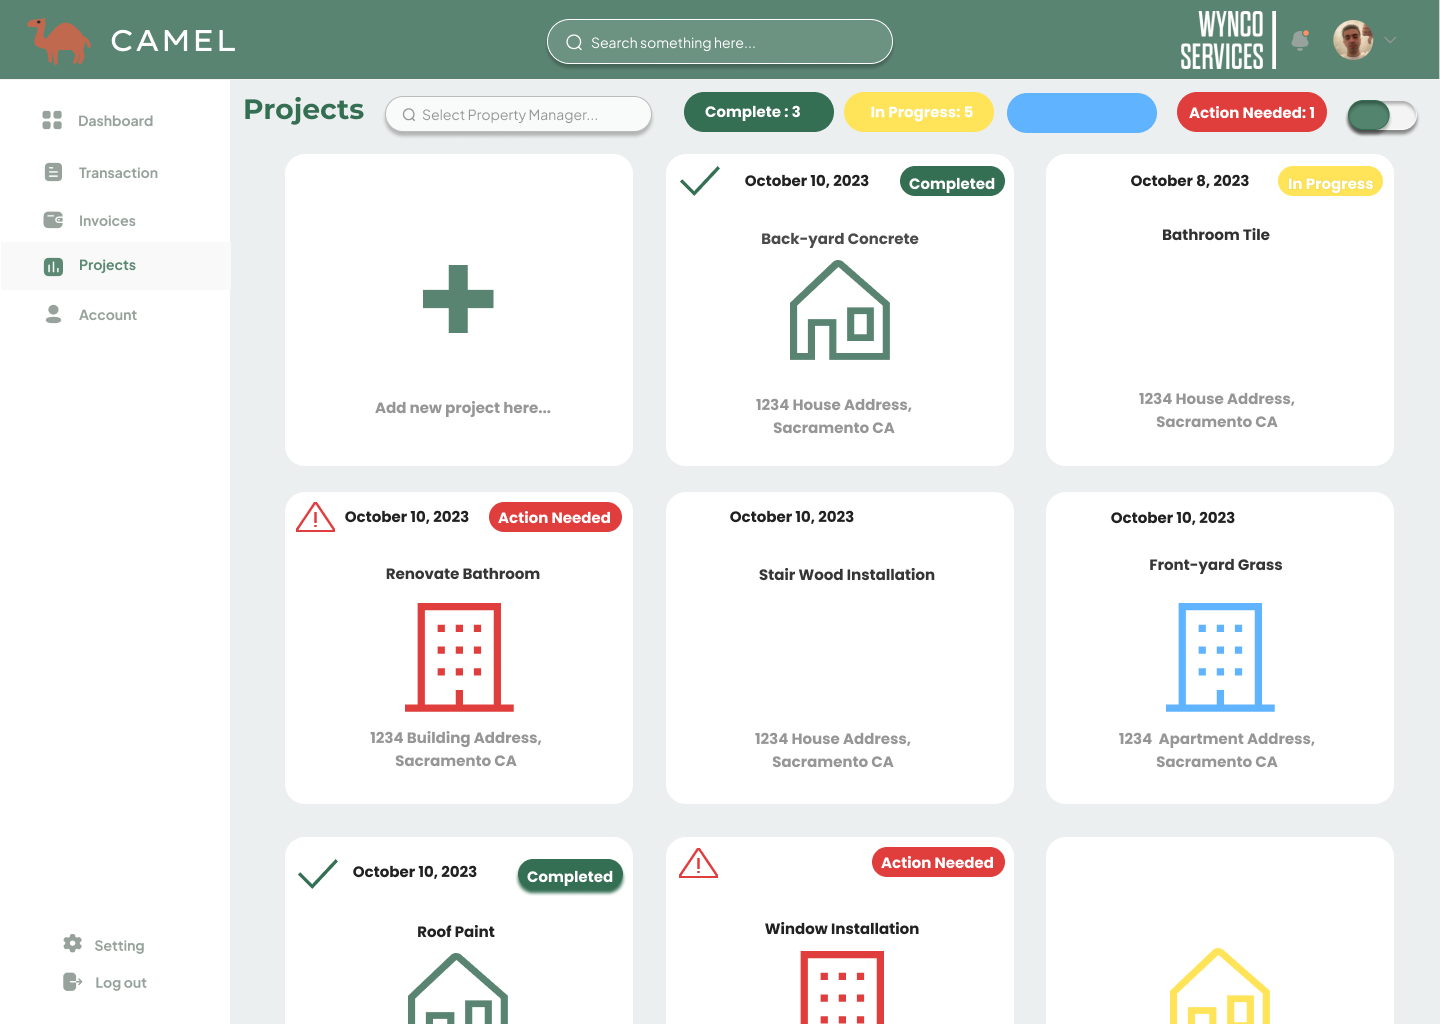 CAMEL
Search something here...
WYNCO
SERVICES
Dashboard
Transaction
Invoices
Projects
Account
Setting
Log out
Projects
Select Property Manager...
Complete : 3
In Progress: 5
Action Needed: 1
Add new project here...
October 10, 2023
Completed
Back-yard Concrete
1234 House Address,
Sacramento CA
October 8, 2023
In Progress
Bathroom Tile
1234 House Address,
Sacramento CA
October 10, 2023
Action Needed
Renovate Bathroom
1234 Building Address,
Sacramento CA
October 10, 2023
Stair Wood Installation
1234 House Address,
Sacramento CA
October 10, 2023
Front-yard Grass
1234 Apartment Address,
Sacramento CA
October 10, 2023
Completed
Roof Paint
Action Needed
Window Installation